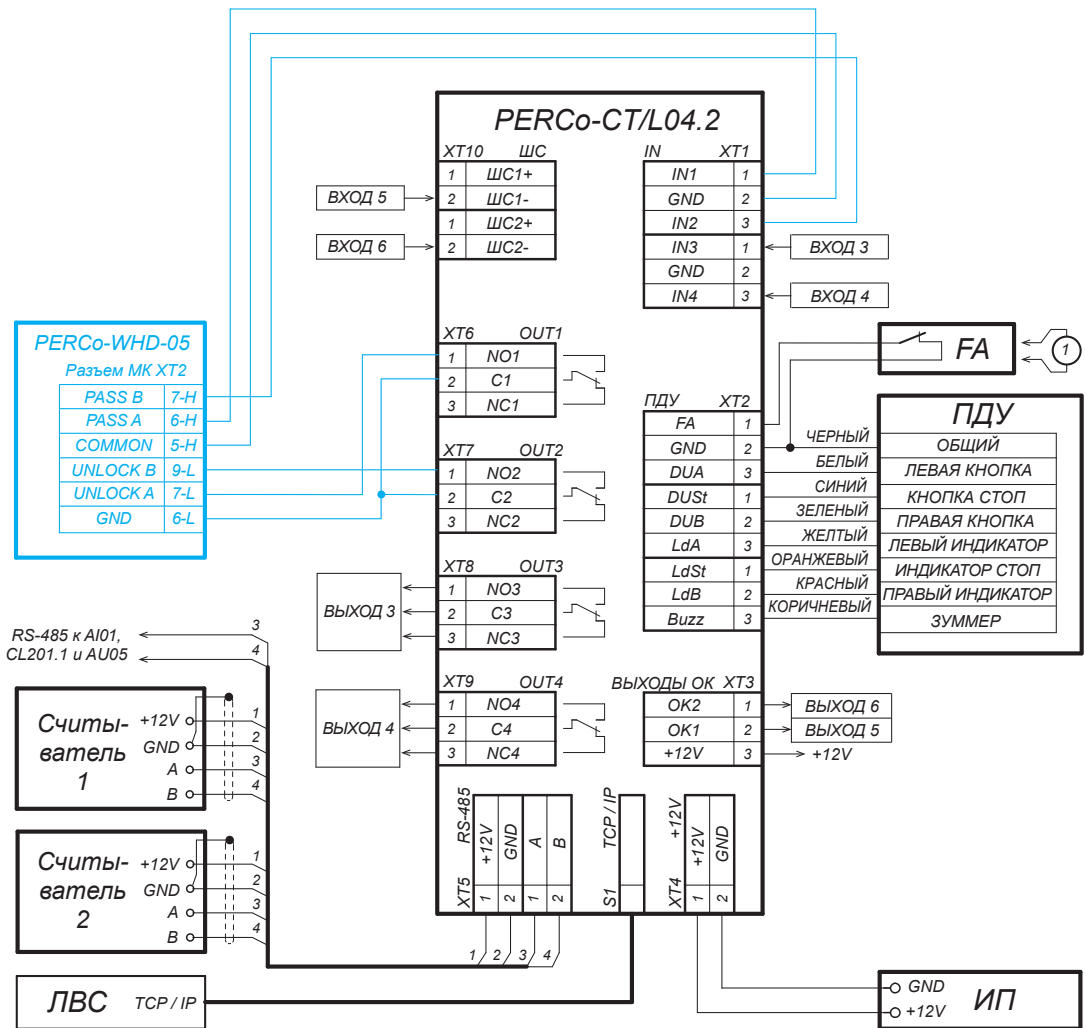 PERCo-CT/L04.2
XT10 ШС
1 ШС1+
2 ШС1-
1 ШС2+
2 ШС2-
ВХОД 5
ВХОД 6
IN XT1
IN1 1
GND 2
IN2 3
IN3 1
GND 2
IN4 3
ВХОД 3
ВХОД 4
PERCo-WHD-05
Разъем МК XT2
PASS B 7-H
PASS A 6-H
COMMON 5-H
UNLOCK B 9-L
UNLOCK A 7-L
GND 6-L
XT6 OUT1
1 NO1
2 C1
3 NC1
XT7 OUT2
1 NO2
2 C2
3 NC2
XT8 OUT3
1 NO3
2 C3
3 NC3
ВЫХОД 3
XT9 OUT4
1 NO4
2 C4
3 NC4
ВЫХОД 4
FA
1
ПДУ XT2
FA 1
GND 2
DUA 3
DUSt 1
DUB 2
LdA 3
LdSt 1
LdB 2
Buzz 3
ЧЕРНЫЙ
БЕЛЫЙ
СИНИЙ
ЗЕЛЕНЫЙ
ЖЕЛТЫЙ
ОРАНЖЕВЫЙ
КРАСНЫЙ
КОРИЧНЕВЫЙ
ПДУ
ОБЩИЙ
ЛЕВАЯ КНОПКА
КНОПКА СТОП
ПРАВАЯ КНОПКА
ЛЕВЫЙ ИНДИКАТОР
ИНДИКАТОР СТОП
ПРАВЫЙ ИНДИКАТОР
ЗУММЕР
ВЫХОДЫ ОК XT3
OK2 1
OK1 2
+12V 3
ВЫХОД 6
ВЫХОД 5
+12V
RS-485 к AI01,
CL201.1 и AU05
3
4
Считы-
ватель
1
+12V 1
GND 2
A 3
B 4
Считы-
ватель
2
+12V 1
GND 2
A 3
B 4
XT5 RS-485
1 +12V
2 GND
1 A
2 B
1 2 3 4
S1 TCP / IP
XT4 +12V
1 +12V
2 GND
ЛВС TCP / IP
GND
+12V
ИП